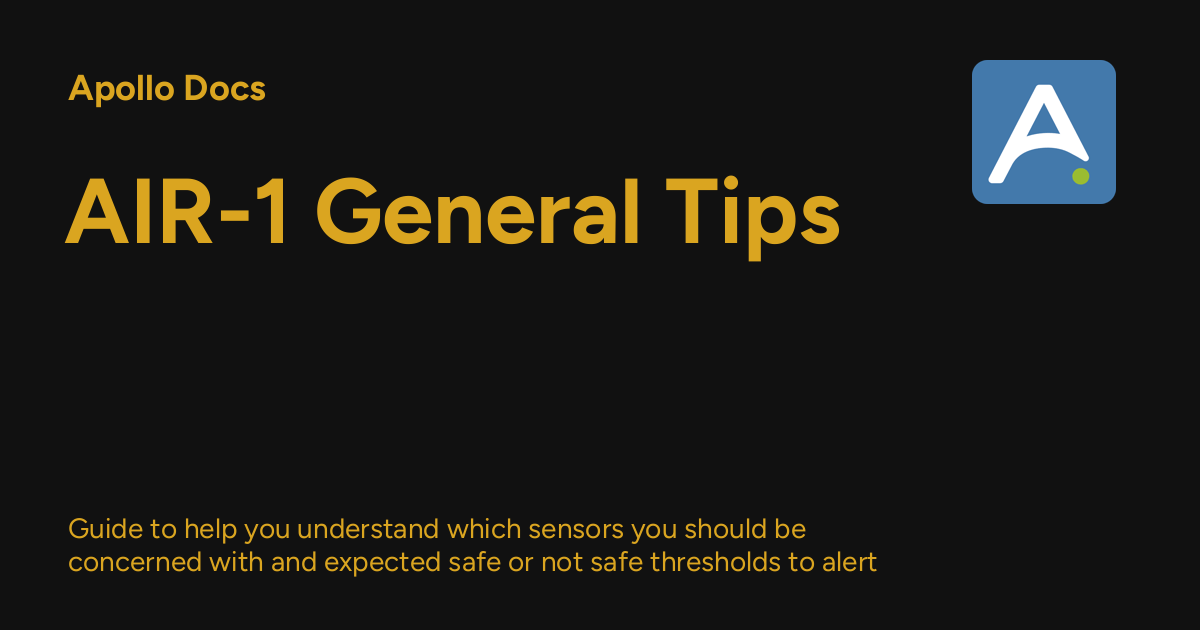 Apollo Docs
AIR-1 General Tips
Guide to help you understand which sensors you should be
concerned with and expected safe or not safe thresholds to alert